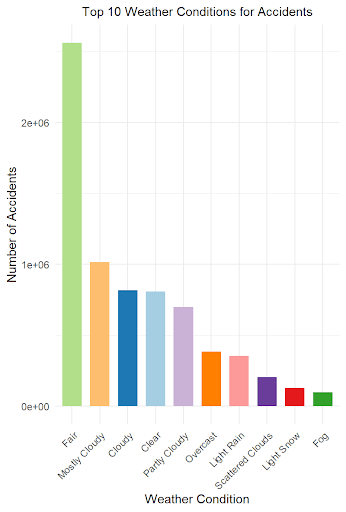 Top 10 Weather Conditions for Accidents
Number of Accidents
2e+06
1e+06
0e+00
Fair
Mostly Cloudy
Cloudy
Clear
Partly Cloudy
Overcast
Light Rain
Scattered Clouds
Light Snow
Fog
Weather Condition